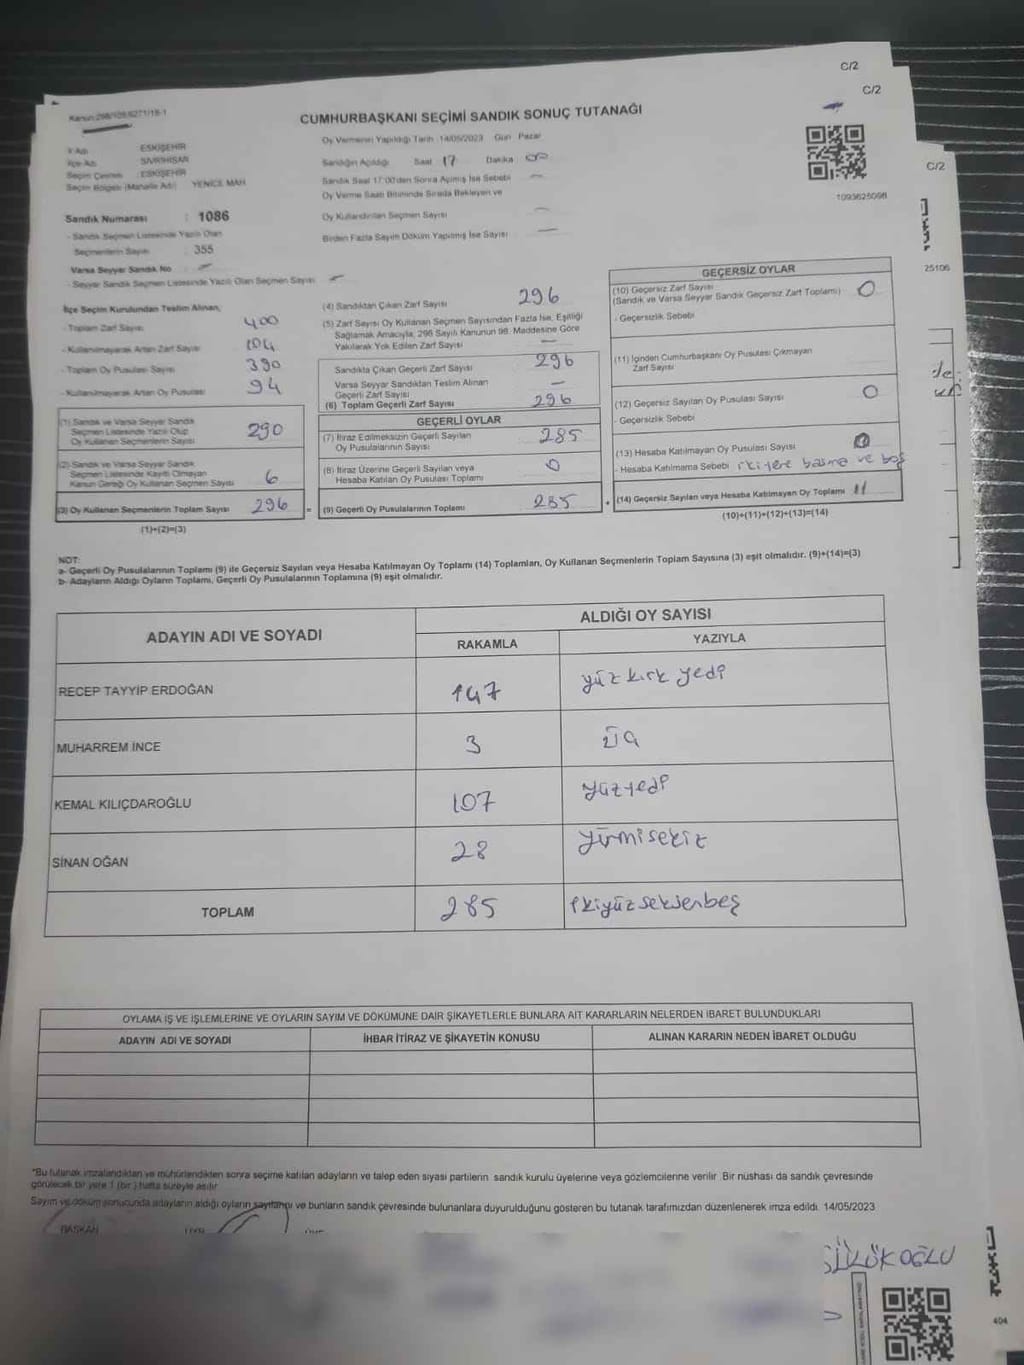 C/2
C/2
C/2
Kanun:298/105,6271/18-1
CUMHURBAŞKANI SEÇİMİ SANDIK SONUÇ TUTANAĞI
Oy Vermenin Yapıldığı Tarih 14/05/2023 Gün Pazar
İl Adı ESKİŞEHİR
İlçe Adı SİVRİHİSAR
Seçim Çevresi : ESKİŞEHİR
Seçim Bölgesi (Mahalle Adı) YENİCE MAH
Sandığın Açıldığı Saat 17 Dakika 00
Sandık Saat 17:00'den Sonra Açılmış İse Sebebi
Oy Verme Saati Bitiminde Sırada Bekleyen ve
Oy Kullandırılan Seçmen Sayısı
Birden Fazla Sayım Döküm Yapılmış İse Sayısı
1093625098
25106
Sandık Numarası : 1086
- Sandık Seçmen Listesinde Yazılı Olan
Seçmenlerin Sayısı : 355
Varsa Seyyar Sandık No
- Seyyar Sandık Seçmen Listesinde Yazılı Olan Seçmen Sayısı
İlçe Seçim Kurulundan Teslim Alınan;
- Toplam Zarf Sayısı 400
- Kullanılmayarak Artan Zarf Sayısı 104
- Toplam Oy Pusulası Sayısı 390
- Kullanılmayarak Artan Oy Pusulası 94
(1) Sandık ve Varsa Seyyar Sandık
Seçmen Listesinde Yazılı Olup
Oy Kullanan Seçmenlerin Sayısı 290
(2) Sandık ve Varsa Seyyar Sandık
Seçmen Listesinde Kayıtlı Olmayan
Kanun Gereği Oy Kullanan Seçmen Sayısı 6
(3) Oy Kullanan Seçmenlerin Toplam Sayısı 296 =
(1)+(2)=(3)
(4) Sandıktan Çıkan Zarf Sayısı 296
(5) Zarf Sayısı Oy Kullanan Seçmen Sayısından Fazla İse, Eşitliği
Sağlamak Amacıyla, 298 Sayılı Kanunun 98. Maddesine Göre
Yakılarak Yok Edilen Zarf Sayısı
Sandıkta Çıkan Geçerli Zarf Sayısı 296
Varsa Seyyar Sandıktan Teslim Alınan
Geçerli Zarf Sayısı
(6) Toplam Geçerli Zarf Sayısı 296
GEÇERLİ OYLAR
(7) İtiraz Edilmeksizin Geçerli Sayılan 285
Oy Pusulalarının Sayısı
(8) İtiraz Üzerine Geçerli Sayılan veya 0
Hesaba Katılan Oy Pusulası Toplamı
(9) Geçerli Oy Pusulalarının Toplamı 285 +
GEÇERSİZ OYLAR
(10) Geçersiz Zarf Sayısı 0
(Sandık ve Varsa Seyyar Sandık Geçersiz Zarf Toplamı)
- Geçersizlik Sebebi
(11) İçinden Cumhurbaşkanı Oy Pusulası Çıkmayan
Zarf Sayısı
(12) Geçersiz Sayılan Oy Pusulası Sayısı 0
- Geçersizlik Sebebi
(13) Hesaba Katılmayan Oy Pusulası Sayısı
- Hesaba Katılmama Sebebi ikiyere basma ve boş
(14) Geçersiz Sayılan veya Hesaba Katılmayan Oy Toplamı 11
(10)+(11)+(12)+(13)=(14)
NOT:
a- Geçerli Oy Pusulalarının Toplamı (9) ile Geçersiz Sayılan veya Hesaba Katılmayan Oy Toplamı (14) Toplamları, Oy Kullanan Seçmenlerin Toplam Sayısına (3) eşit olmalıdır. (9)+(14)=(3)
b- Adayların Aldığı Oyların Toplamı, Geçerli Oy Pusulalarının Toplamına (9) eşit olmalıdır.
ADAYIN ADI VE SOYADI
ALDIĞI OY SAYISI
RAKAMLA YAZIYLA
RECEP TAYYİP ERDOĞAN 147 yüz kırk yedi
MUHARREM İNCE 3 üç
KEMAL KILIÇDAROĞLU 107 yüzyedi
SİNAN OĞAN 28 yirmisekiz
TOPLAM 285 ikiyüzseksenbeş
OYLAMA İŞ VE İŞLEMLERİNE VE OYLARIN SAYIM VE DÖKÜMÜNE DAİR ŞİKAYETLERLE BUNLARA AİT KARARLARIN NELERDEN İBARET BULUNDUKLARI
ADAYIN ADI VE SOYADI İHBAR İTİRAZ VE ŞİKAYETİN KONUSU ALINAN KARARIN NEDEN İBARET OLDUĞU
*Bu tutanak imzalandıktan ve mühürlendikten sonra seçime katılan adayların ve talep eden siyasi partilerin sandık kurulu üyelerine veya gözlemcilerine verilir. Bir nüshası da sandık çevresinde
görülecek bir yere 1 (bir) hafta süreyle asılır.
Sayım ve döküm sonucunda adayların aldığı oyların sayılarını ve bunların sandık çevresinde bulunanlara duyurulduğunu gösteren bu tutanak tarafımızdan düzenlenerek imza edildi. 14/05/2023
BAŞKAN
404